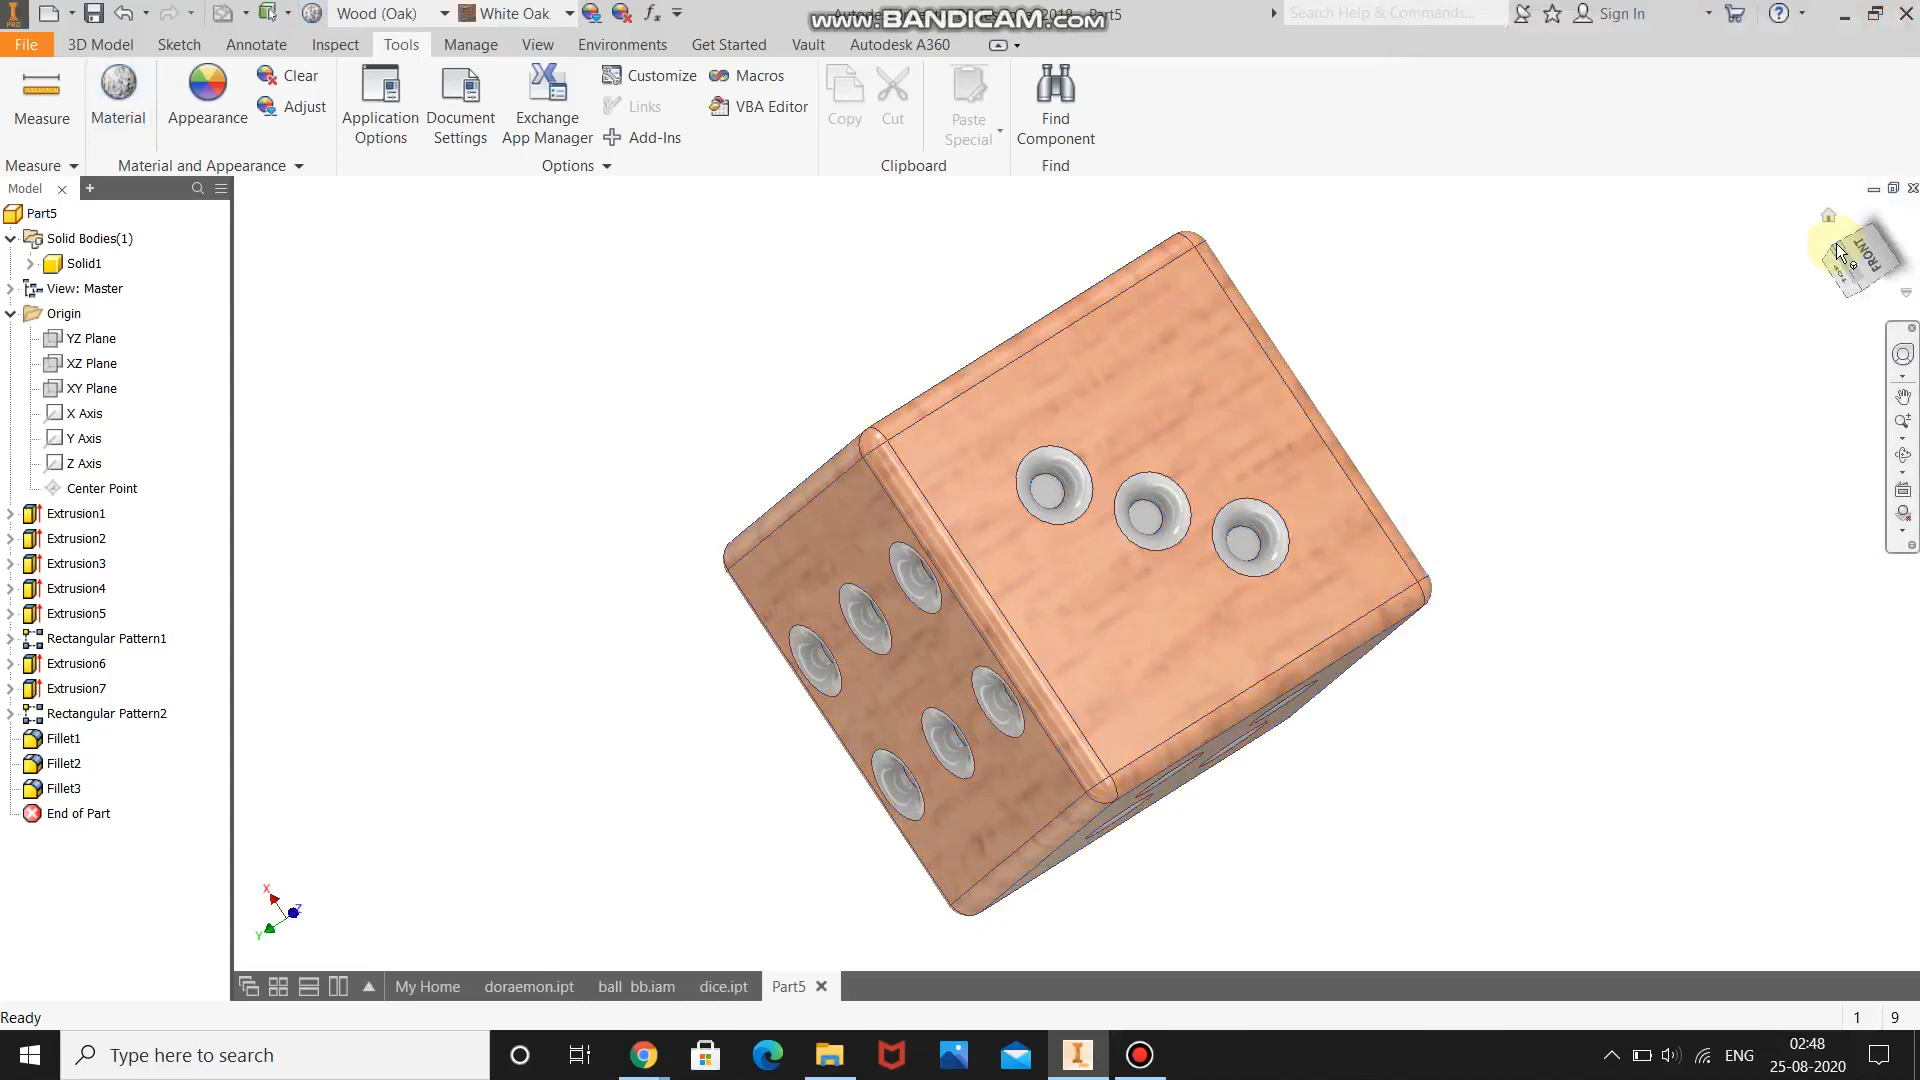 PRO
Wood (Oak)
White Oak
fx
www.BANDICAM.com
Part5
Search Help & Commands...
Sign In
File
3D Model
Sketch
Annotate
Inspect
Tools
Manage
View
Environments
Get Started
Vault
Autodesk A360
Measure
Material
Appearance
Clear
Adjust
Application Options
Document Settings
Exchange App Manager
Customize
Links
Add-Ins
Macros
VBA Editor
Copy
Cut
Paste Special
Find Component
Measure
Material and Appearance
Options
Clipboard
Find
Model
Part5
Solid Bodies(1)
Solid1
View: Master
Origin
YZ Plane
XZ Plane
XY Plane
X Axis
Y Axis
Z Axis
Center Point
Extrusion1
Extrusion2
Extrusion3
Extrusion4
Extrusion5
Rectangular Pattern1
Extrusion6
Extrusion7
Rectangular Pattern2
Fillet1
Fillet2
Fillet3
End of Part
FRONT
X
Z
Y
My Home
doraemon.ipt
ball bb.iam
dice.ipt
Part5
Ready
1
9
Type here to search
ENG
02:48
25-08-2020